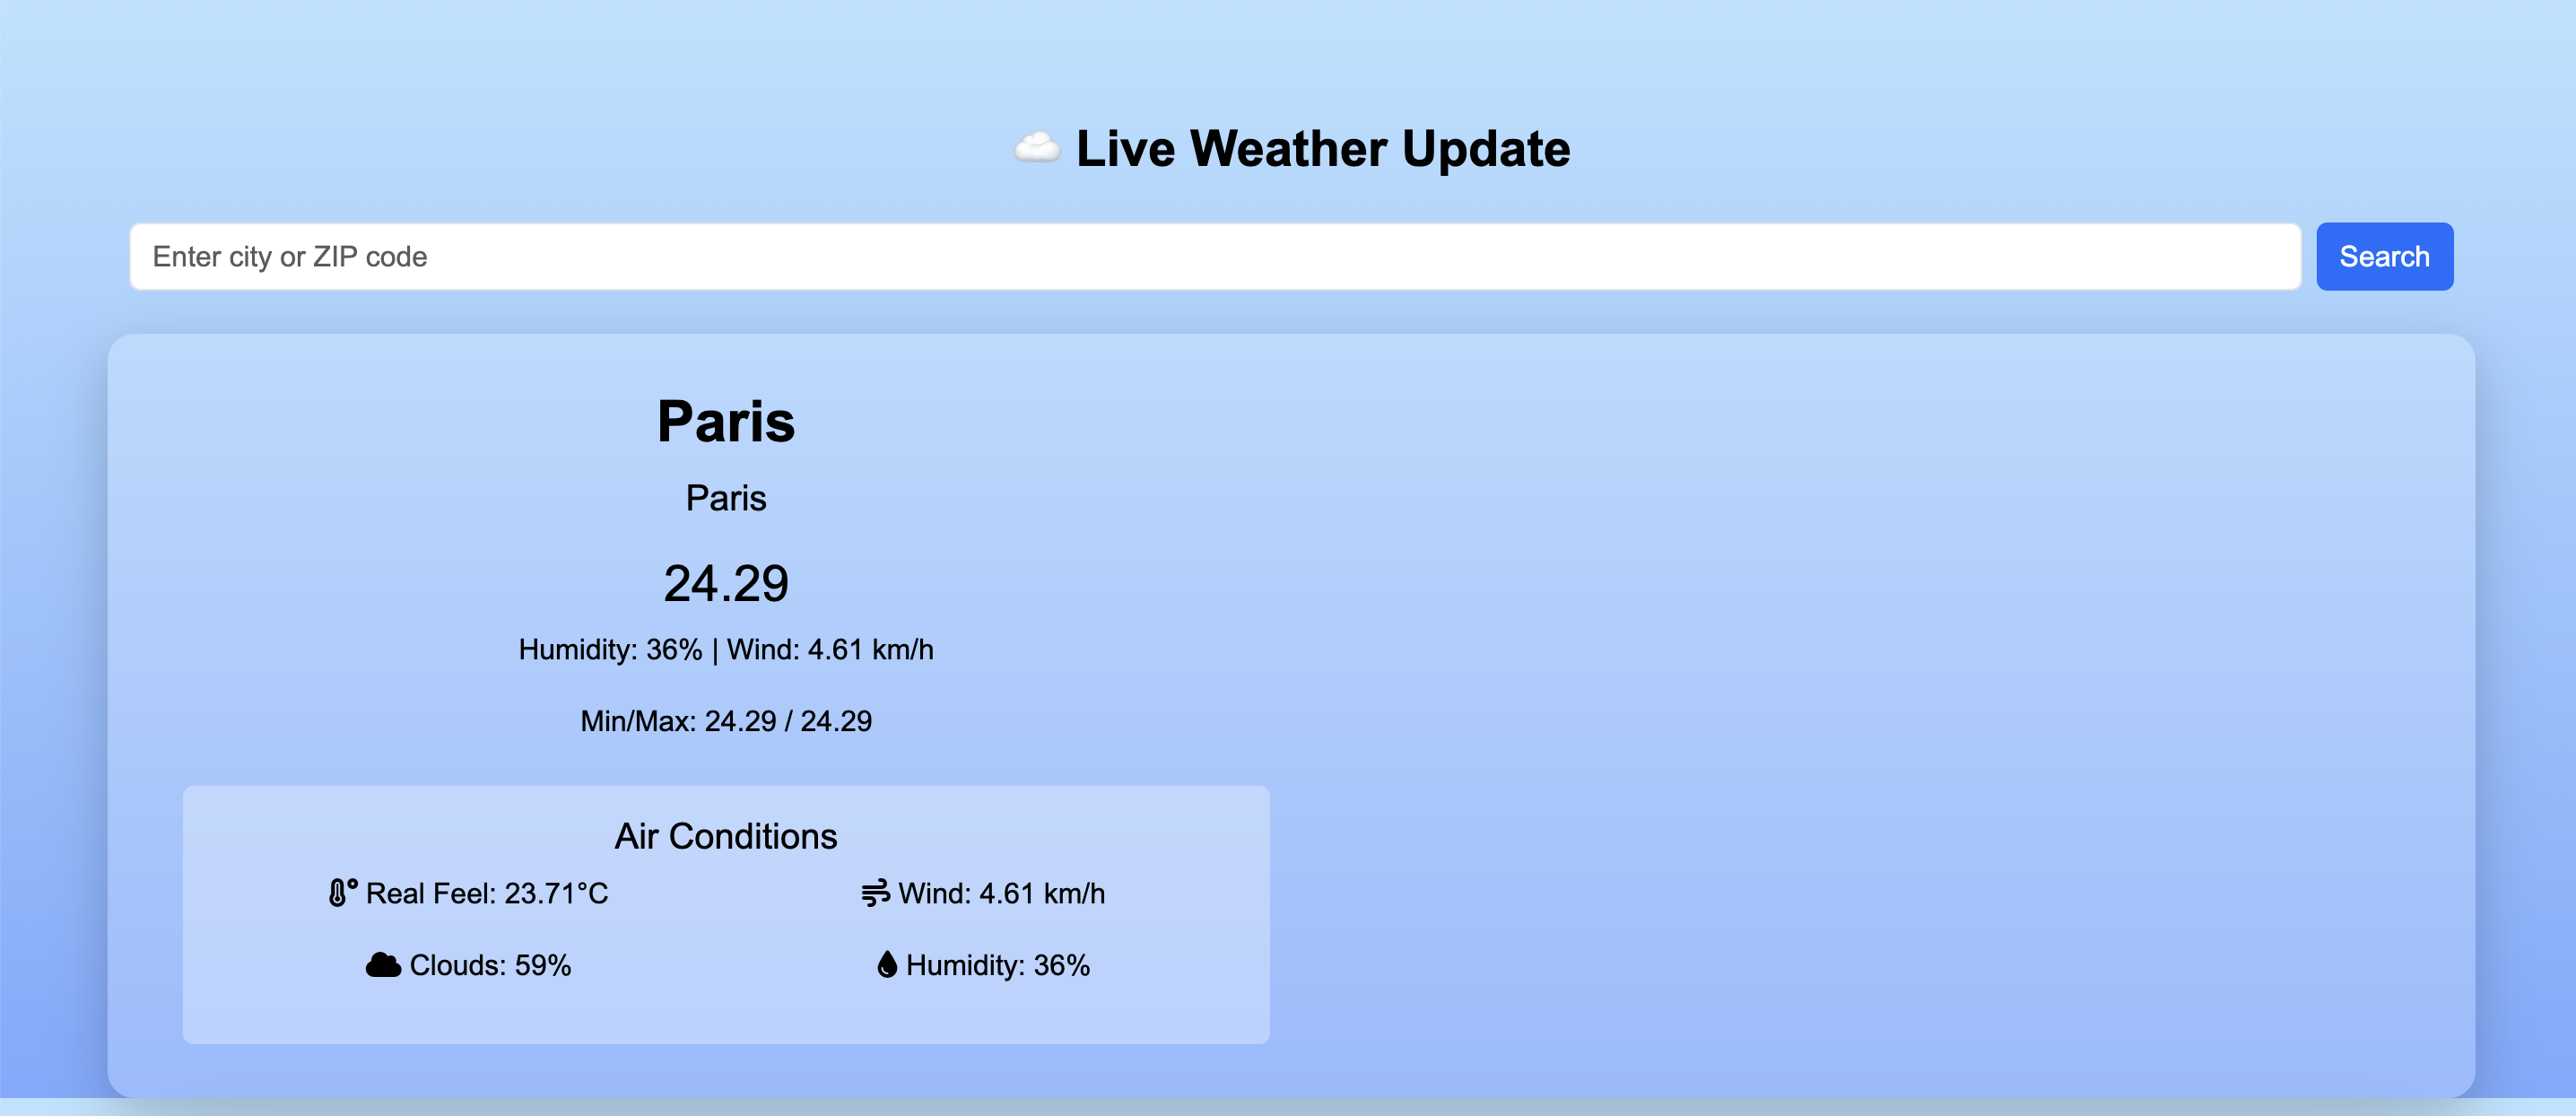 Live Weather Update
Enter city or ZIP code
Search
Paris
Paris
24.29
Humidity: 36% | Wind: 4.61 km/h
Min/Max: 24.29 / 24.29
Air Conditions
Real Feel: 23.71°C
Wind: 4.61 km/h
Clouds: 59%
Humidity: 36%